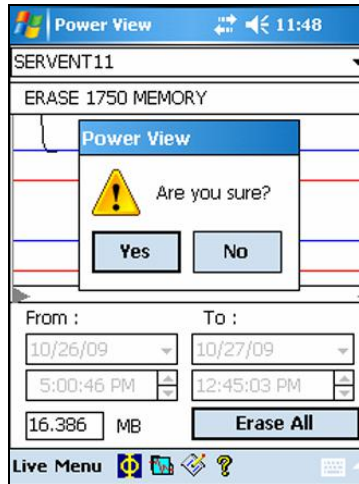 Power View 11:48
SERVENT11
ERASE 1750 MEMORY
Power View
Are you sure?
Yes No
From : To :
10/26/09 10/27/09
5:00:46 PM 12:45:03 PM
16.386 MB Erase All
Live Menu